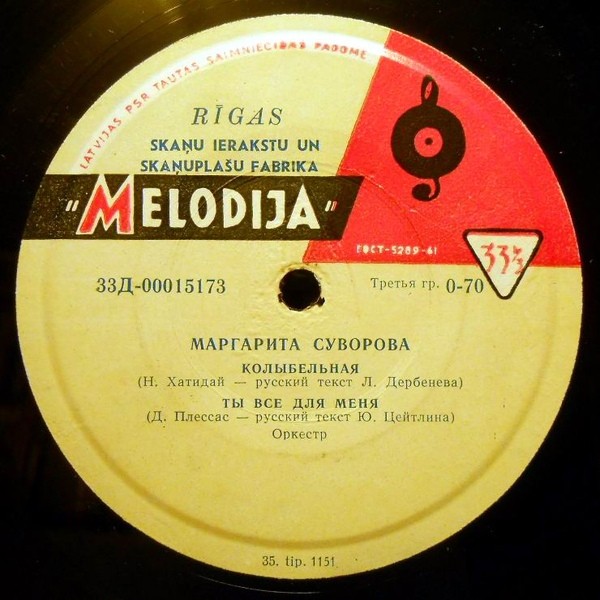 LATVIJAS PSR TAUTAS SAIMNIECĪBAS PADOME
RĪGAS
SKAŅU IERAKSTU UN
SKAŅUPLAŠU FABRIKA
"MELODIJA"
ГОСТ-5289-61
33⅓
33Д-00015173
Третья гр. 0-70
МАРГАРИТА СУВОРОВА
КОЛЫБЕЛЬНАЯ
(Н. Хатидай — русский текст Л. Дербенева)
ТЫ ВСЕ ДЛЯ МЕНЯ
(Д. Плессас — русский текст Ю. Цейтлина)
Оркестр
35. tip. 1151